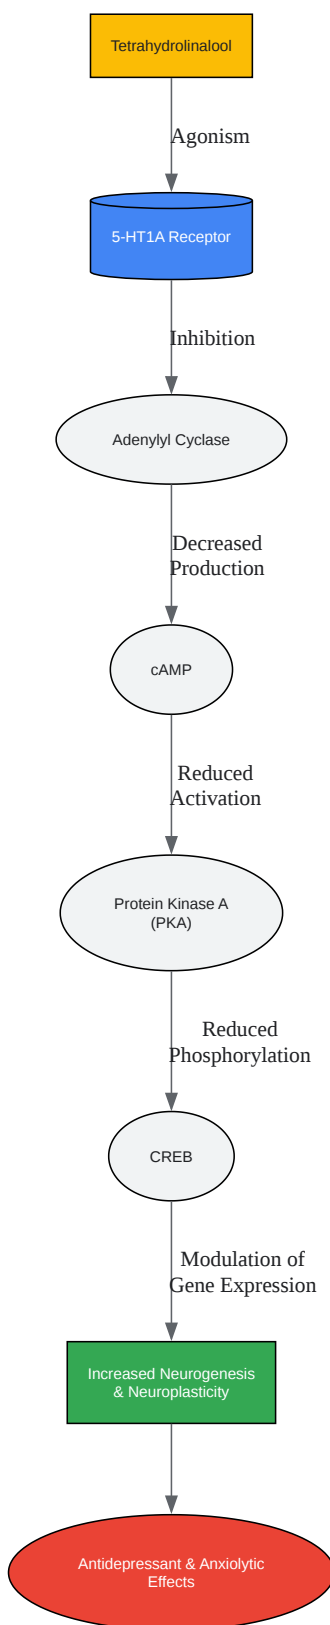 Tetrahydrolinalool
Agonism
5-HT1A Receptor
Inhibition
Adenylyl Cyclase
Decreased
Production
cAMP
Reduced
Activation
Protein Kinase A
(PKA)
Reduced
Phosphorylation
CREB
Modulation of
Gene Expression
Increased Neurogenesis
& Neuroplasticity
Antidepressant & Anxiolytic
Effects